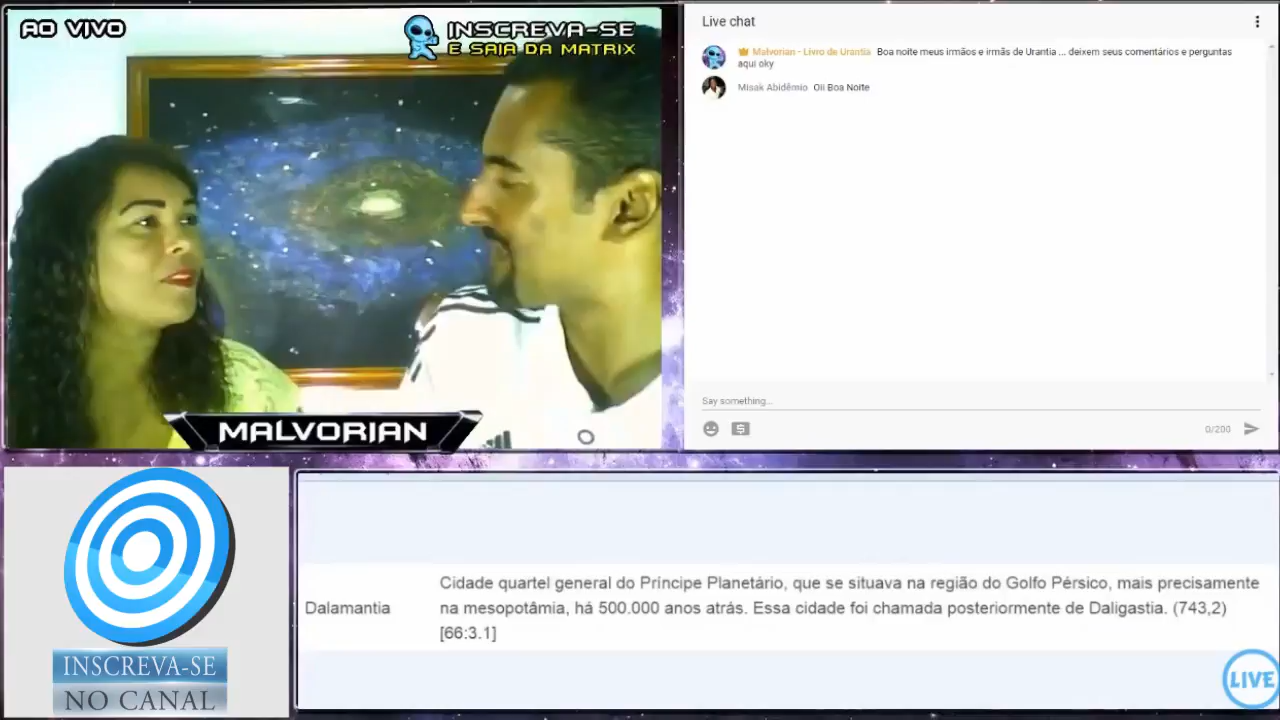 AO VIVO
INSCREVA-SE
E SAIA DA MATRIX
MALVORIAN
Live chat
Malvorian - Livro de Urantia Boa noite meus irmãos e irmãs de Urantia ... deixem seus comentários e perguntas
aqui oky
Misak Abidêmio Oii Boa Noite
Say something...
0/200
INSCREVA-SE
NO CANAL
Dalamantia
Cidade quartel general do Príncipe Planetário, que se situava na região do Golfo Pérsico, mais precisamente
na mesopotâmia, há 500.000 anos atrás. Essa cidade foi chamada posteriormente de Daligastia. (743,2)
[66:3.1]
LIVE